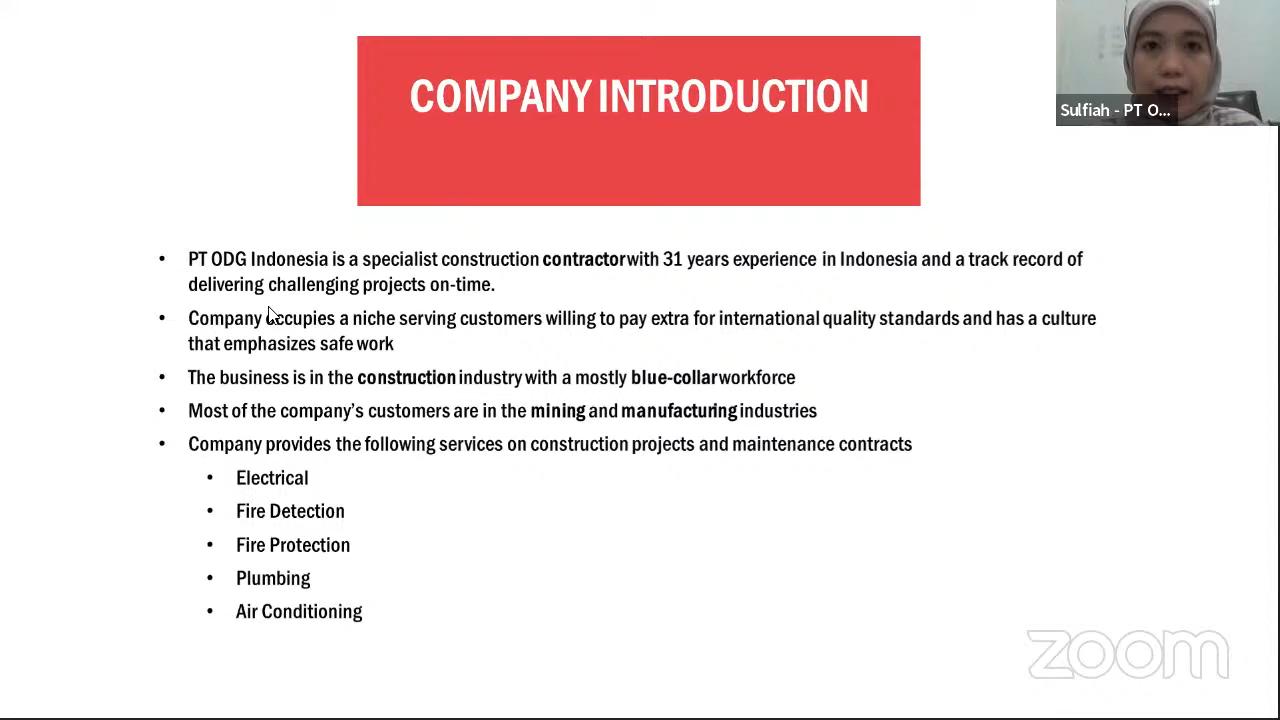 COMPANY INTRODUCTION
Sulfiah - PT O...
• PT ODG Indonesia is a specialist construction contractor with 31 years experience in Indonesia and a track record of
delivering challenging projects on-time.
• Company occupies a niche serving customers willing to pay extra for international quality standards and has a culture
that emphasizes safe work
• The business is in the construction industry with a mostly blue-collar workforce
• Most of the company's customers are in the mining and manufacturing industries
• Company provides the following services on construction projects and maintenance contracts
• Electrical
• Fire Detection
• Fire Protection
• Plumbing
• Air Conditioning
zoom